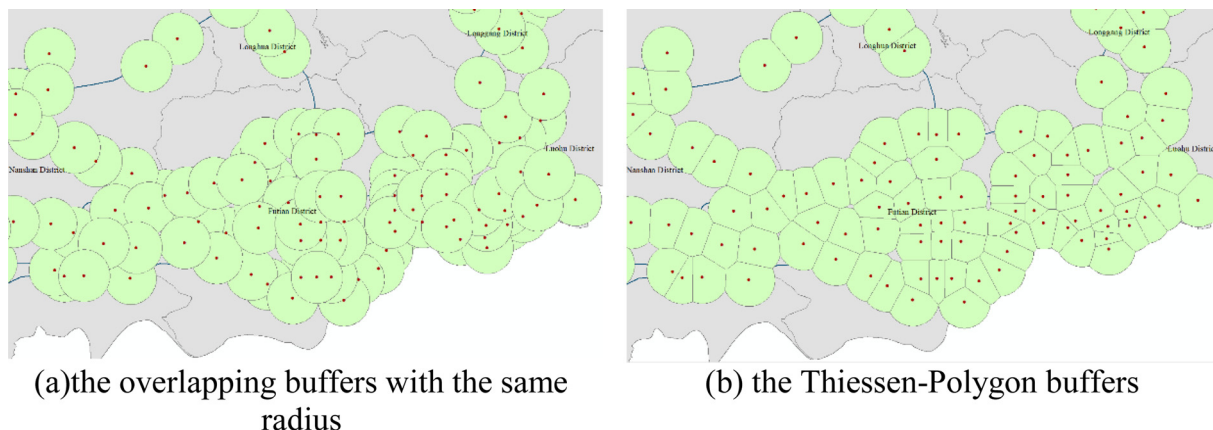 Longhua District
Longgang District
Luohu District
Nanshan District
Futian District
(a)the overlapping buffers with the same
radius
Longhua District
Longgang District
Luohu District
Nanshan District
Futian District
(b) the Thiessen-Polygon buffers